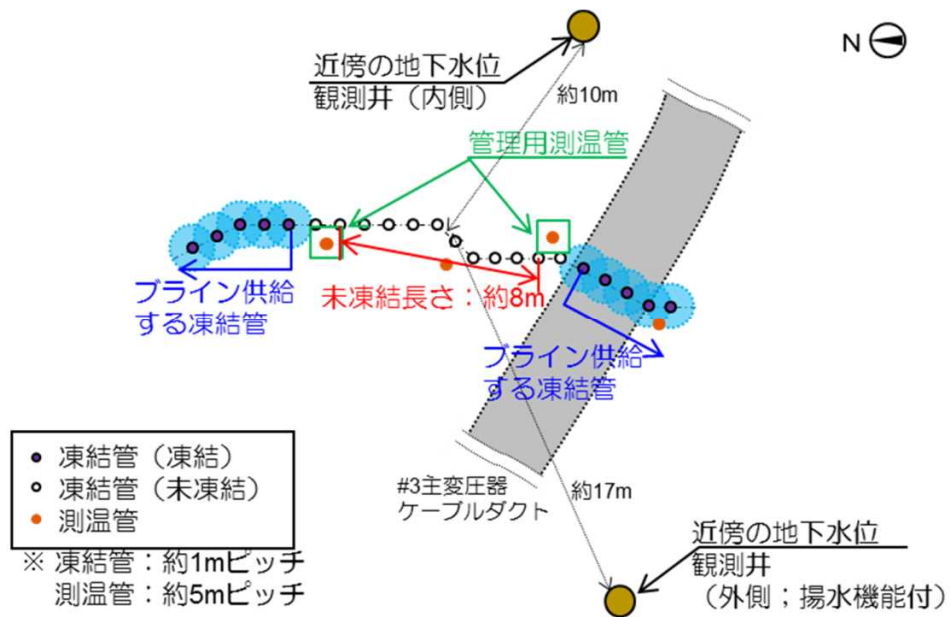 近傍の地下水位
観測井（内側）
N
約10m
管理用測温管
ブライン供給
する凍結管
未凍結長さ：約8m
ブライン供給
する凍結管
凍結管（凍結）
凍結管（未凍結）
測温管
※ 凍結管：約1mピッチ
測温管：約5mピッチ
#3主変圧器
ケーブルダクト
約17m
近傍の地下水位
観測井
（外側；揚水機能付）